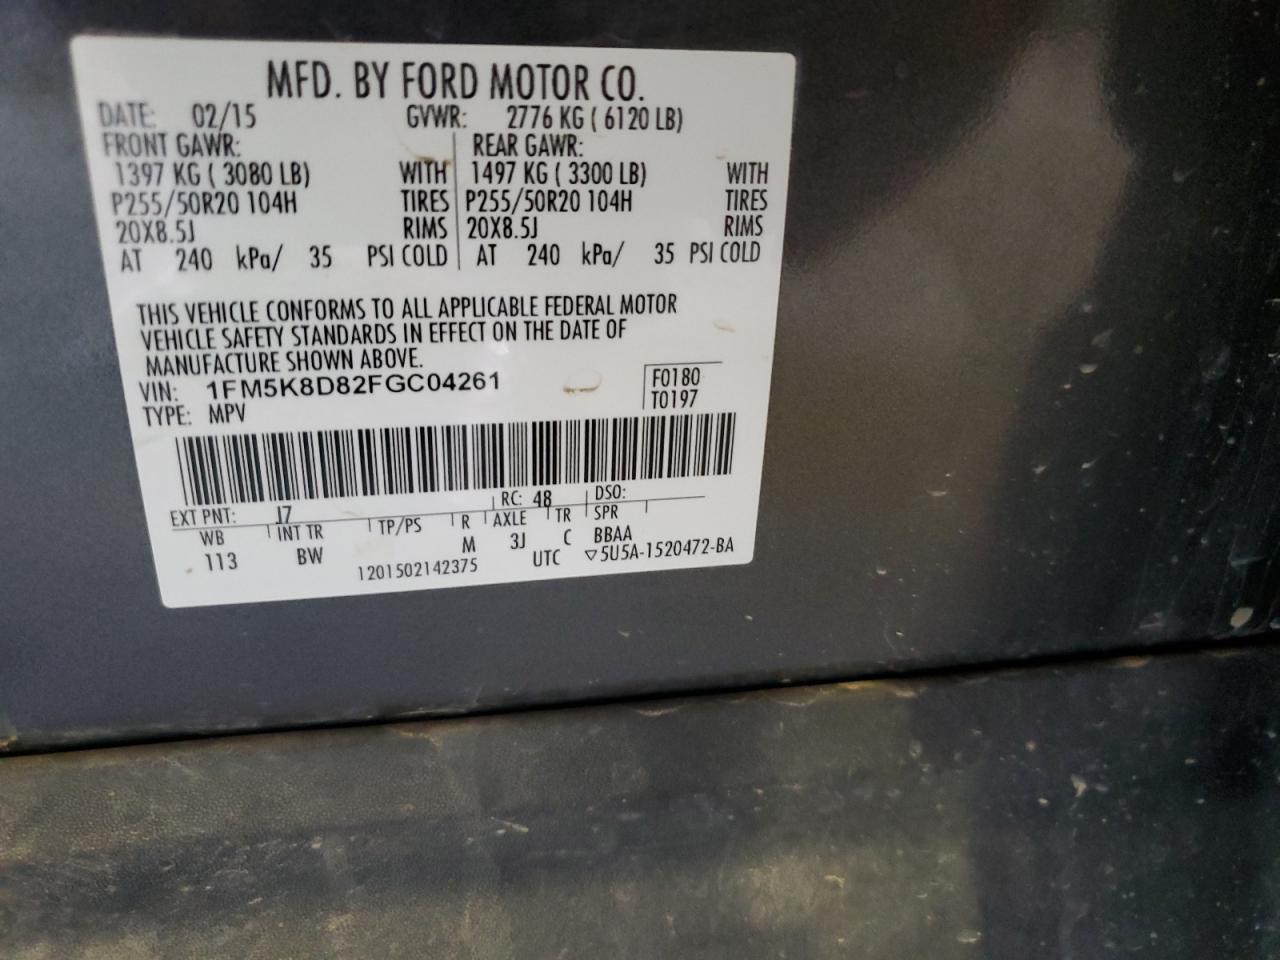 MFD. BY FORD MOTOR CO.
DATE: 02/15 GVWR: 2776 KG ( 6120 LB)
FRONT GAWR: REAR GAWR:
1397 KG ( 3080 LB) WITH 1497 KG ( 3300 LB) WITH
P255/50R20 104H TIRES P255/50R20 104H TIRES
20X8.5J RIMS 20X8.5J RIMS
AT 240 kPa/ 35 PSI COLD AT 240 kPa/ 35 PSI COLD
THIS VEHICLE CONFORMS TO ALL APPLICABLE FEDERAL MOTOR
VEHICLE SAFETY STANDARDS IN EFFECT ON THE DATE OF
MANUFACTURE SHOWN ABOVE.
VIN: 1FM5K8D82FGC04261 F0180
TYPE: MPV T0197
EXT PNT: J7 RC: 48 DSO:
WB INT TR TP/PS R AXLE TR SPR
113 BW M 3J C BBAA
1201502142375 UTC ▽5U5A-1520472-BA